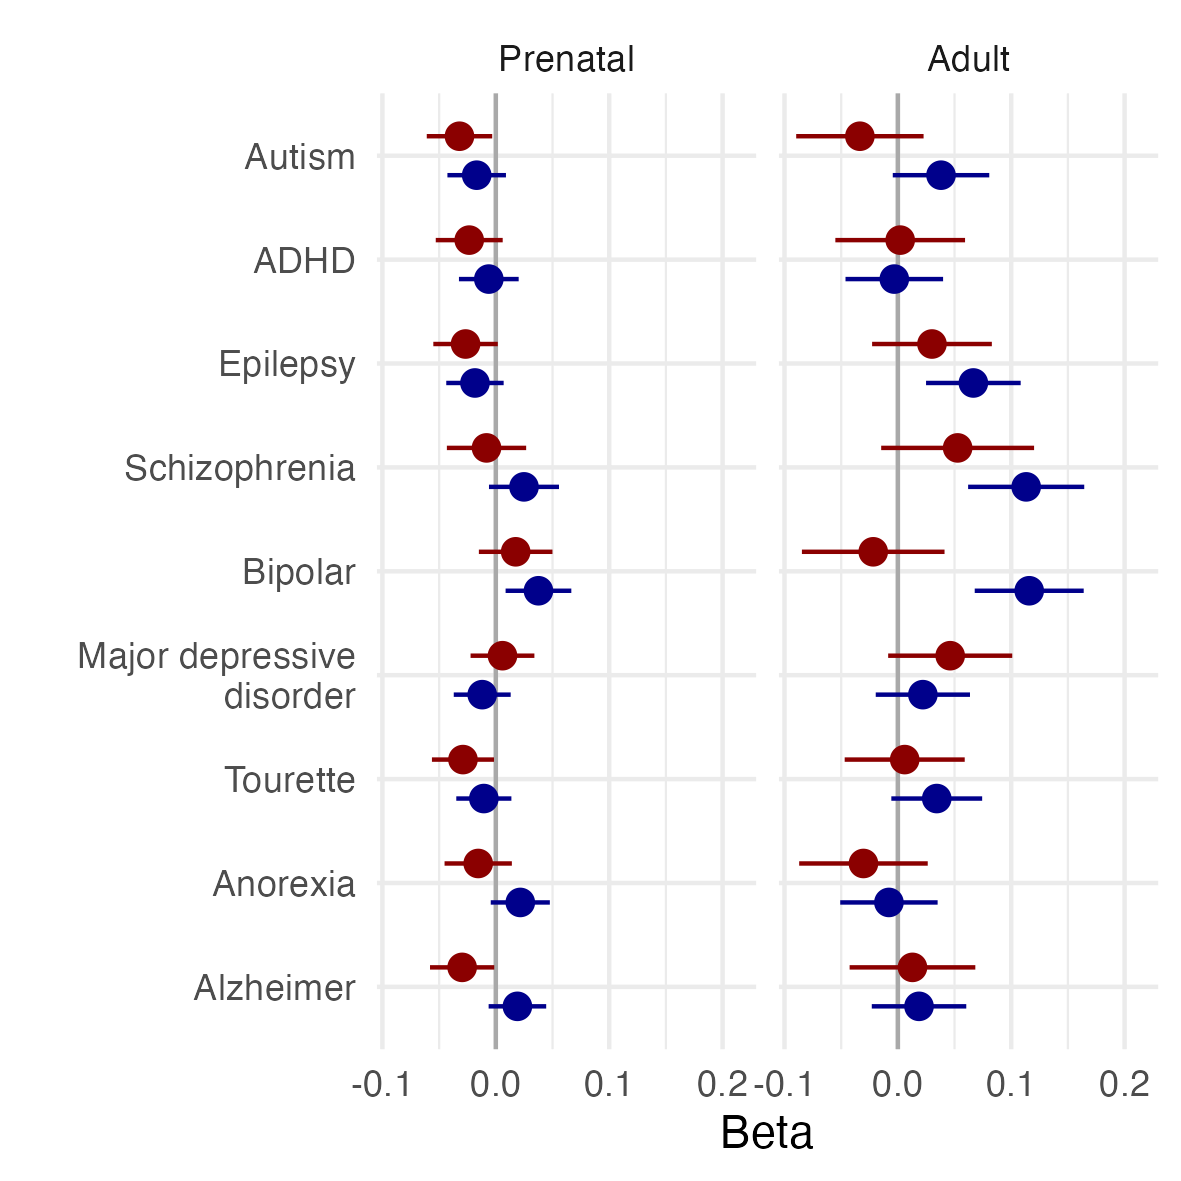 Prenatal Adult
Autism
ADHD
Epilepsy
Schizophrenia
Bipolar
Major depressive
disorder
Tourette
Anorexia
Alzheimer
-0.1 0.0 0.1 0.2 -0.1 0.0 0.1 0.2
Beta